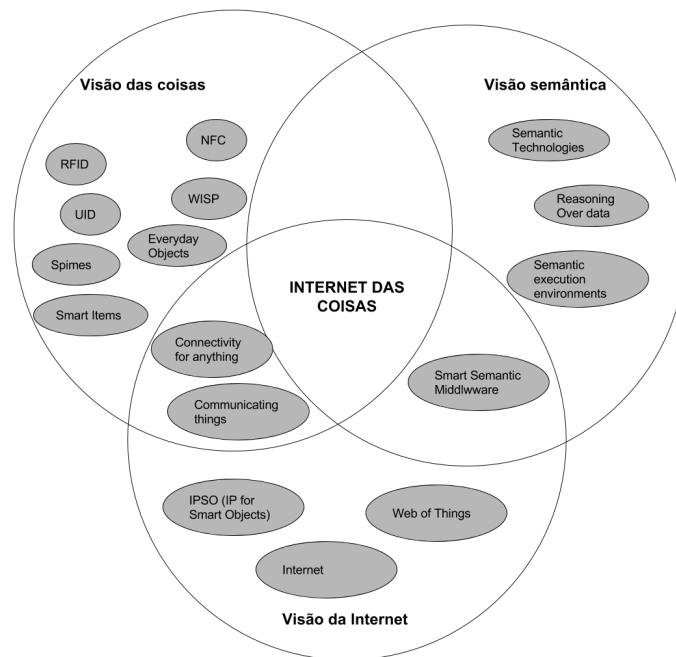 Visão das coisas
Visão semântica
NFC
Semantic
Technologies
RFID
WISP
Reasoning
Over data
UID
Everyday
Objects
Spimes
Semantic
execution
environments
INTERNET DAS
COISAS
Smart Items
Connectivity
for anything
Smart Semantic
Middlwware
Communicating
things
IPSO (IP for
Smart Objects)
Web of Things
Internet
Visão da Internet